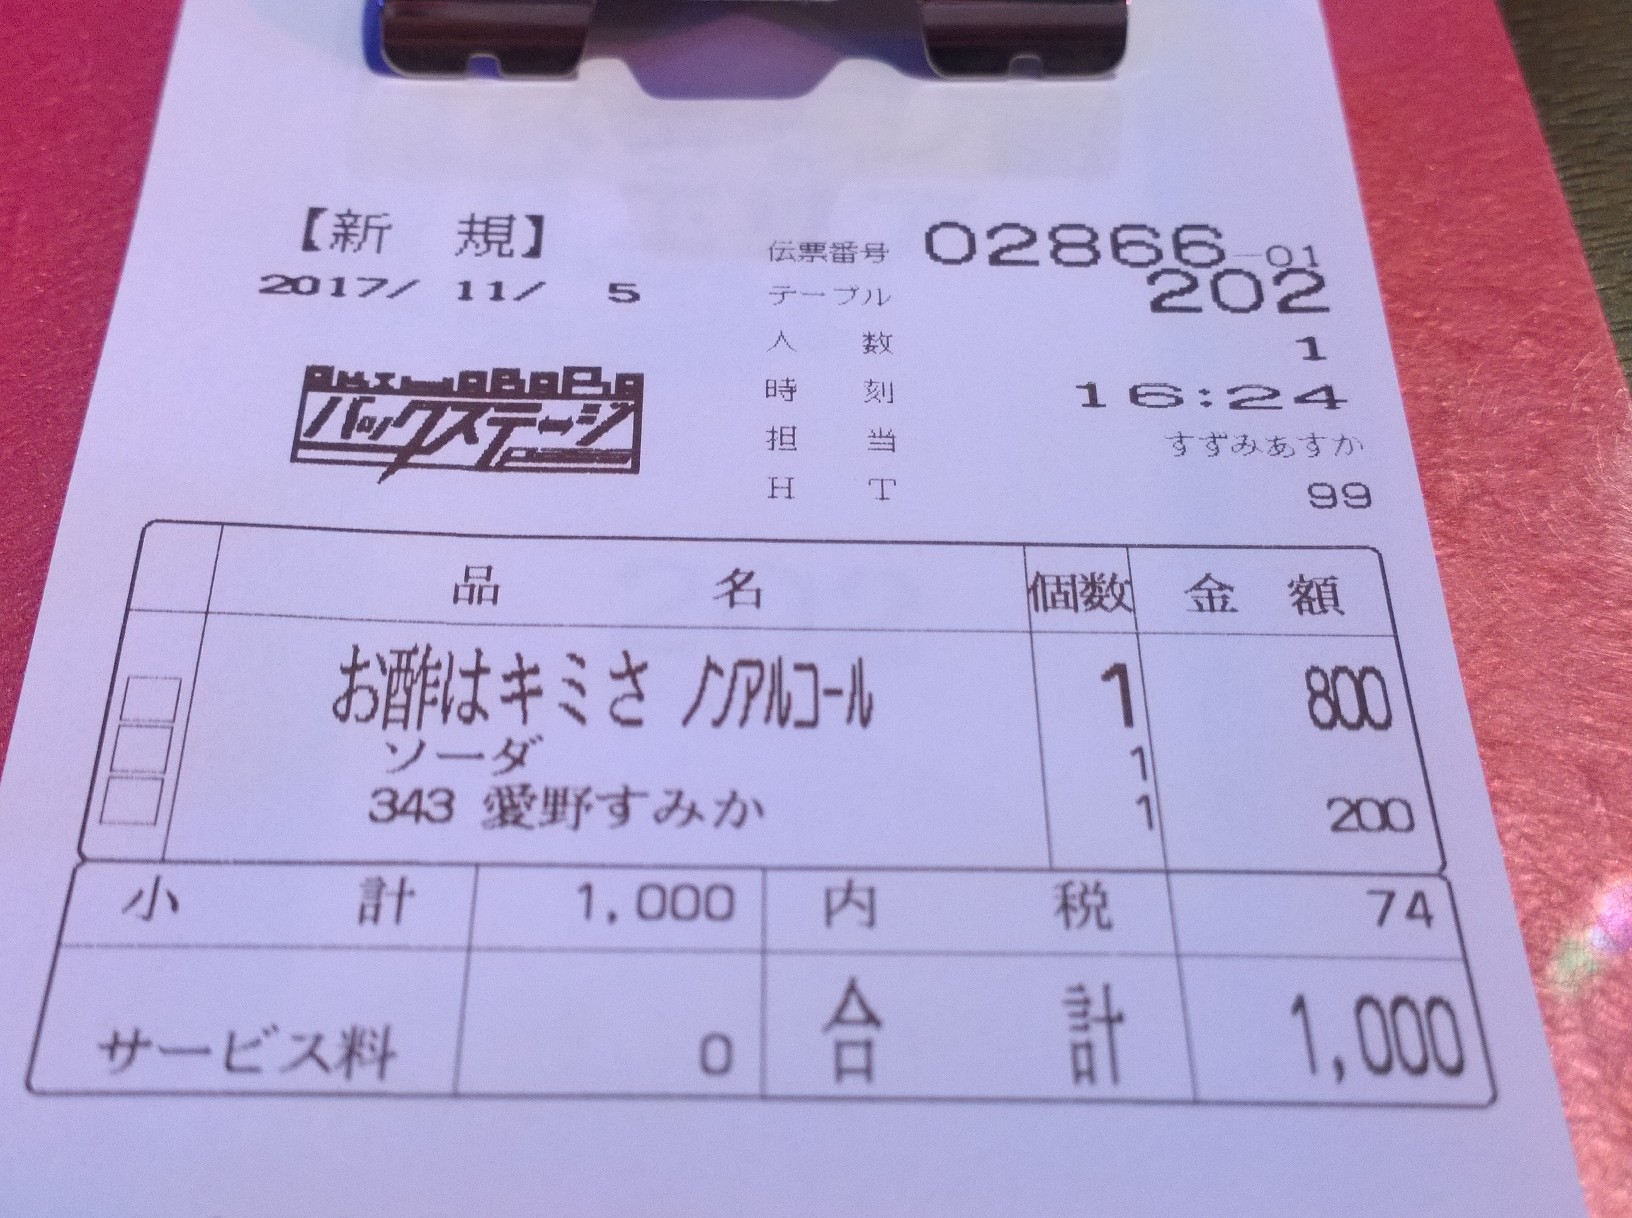 【新 規】
2017/ 11/ 5
伝票番号 02866-01
テーブル 202
人数 1
時刻 16:24
担当 すずみあすか
HT 99
AKIHABARA
バックステージ
品名 個数 金額
お酢はキミさ ノンアルコール 1 800
ソーダ 1
343 愛野すみか 1 200
小計 1,000 内税 74
サービス料 0 合計 1,000